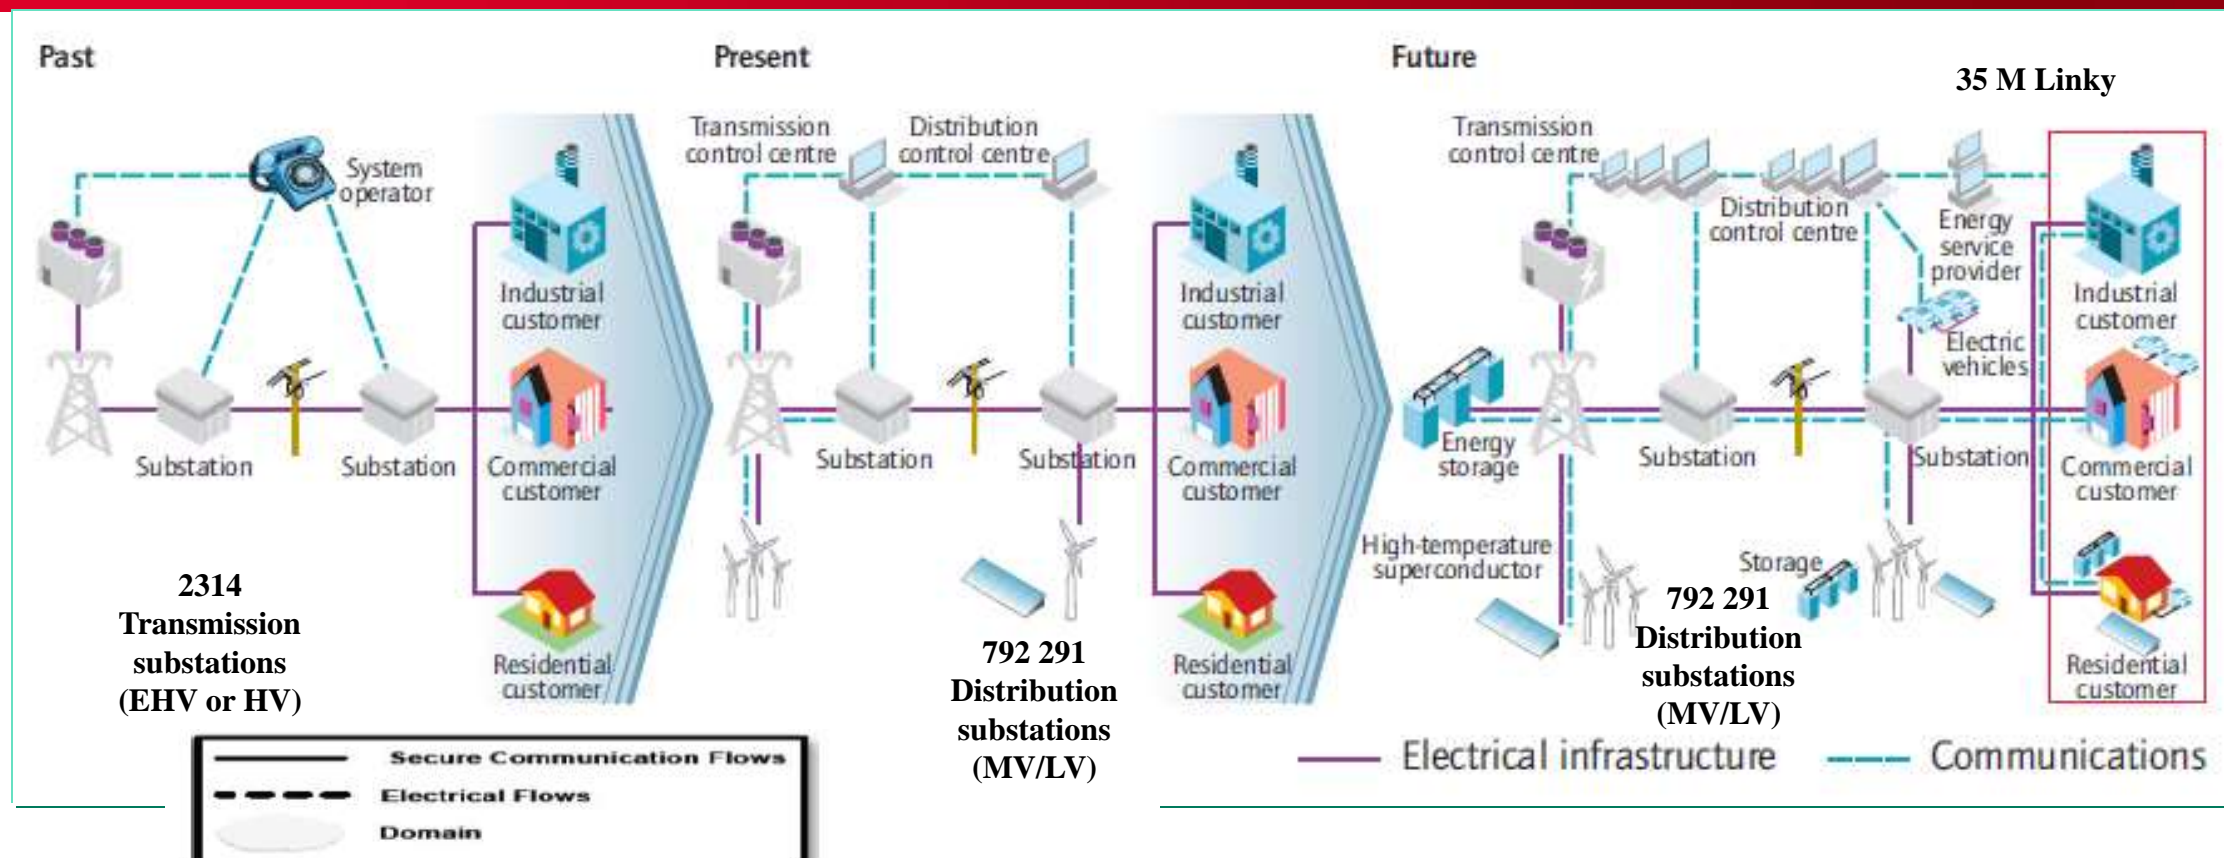 Past
System
operator
Industrial
customer
Substation
Substation
Commercial
customer
Residential
customer
2314
Transmission
substations
(EHV or HV)
Present
Transmission
control centre
Distribution
control centre
Industrial
customer
Substation
Substation
Commercial
customer
Residential
customer
792 291
Distribution
substations
(MV/LV)
Future
35 M Linky
Transmission
control centre
Distribution
control centre
Energy
service
provider
Industrial
customer
Electric
vehicles
Energy
storage
Substation
Substation
Commercial
customer
High-temperature
superconductor
Storage
792 291
Distribution
substations
(MV/LV)
Residential
customer
Electrical infrastructure
Communications
Secure Communication Flows
Electrical Flows
Domain